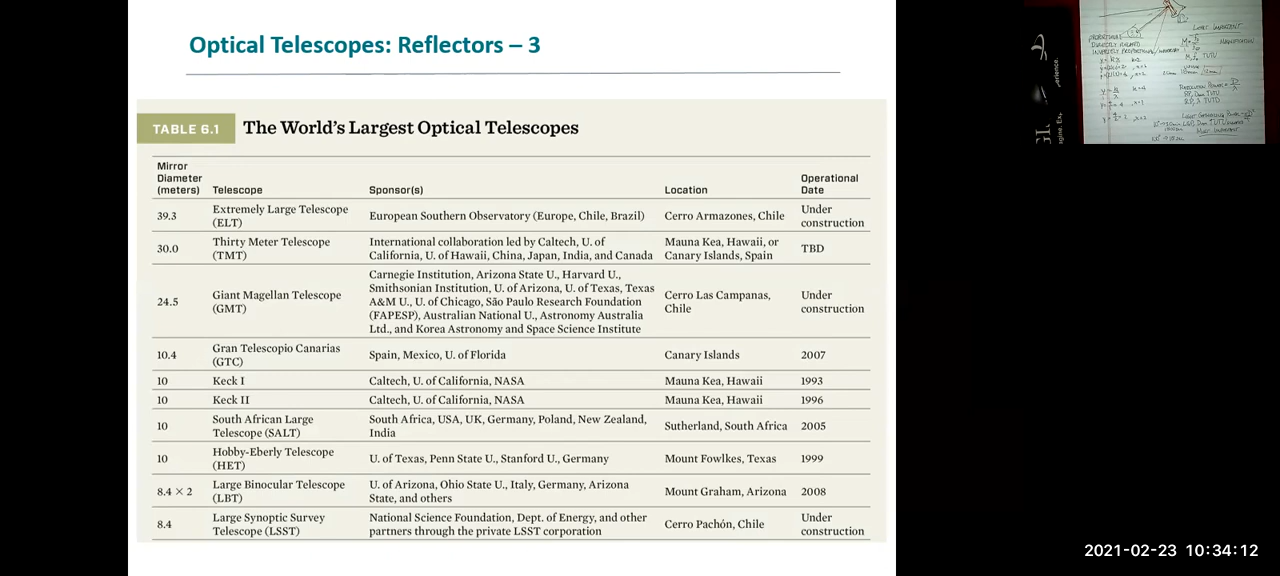 Optical Telescopes: Reflectors – 3
TABLE 6.1 The World's Largest Optical Telescopes
Mirror
Diameter
(meters) Telescope Sponsor(s) Location Operational
Date
39.3 Extremely Large Telescope
(ELT) European Southern Observatory (Europe, Chile, Brazil) Cerro Armazones, Chile Under
construction
30.0 Thirty Meter Telescope
(TMT) International collaboration led by Caltech, U. of
California, U. of Hawaii, China, Japan, India, and Canada Mauna Kea, Hawaii, or
Canary Islands, Spain TBD
24.5 Giant Magellan Telescope
(GMT) Carnegie Institution, Arizona State U., Harvard U.,
Smithsonian Institution, U. of Arizona, U. of Texas, Texas
A&M U., U. of Chicago, São Paulo Research Foundation
(FAPESP), Australian National U., Astronomy Australia
Ltd., and Korea Astronomy and Space Science Institute Cerro Las Campanas,
Chile Under
construction
10.4 Gran Telescopio Canarias
(GTC) Spain, Mexico, U. of Florida Canary Islands 2007
10 Keck I Caltech, U. of California, NASA Mauna Kea, Hawaii 1993
10 Keck II Caltech, U. of California, NASA Mauna Kea, Hawaii 1996
10 South African Large
Telescope (SALT) South Africa, USA, UK, Germany, Poland, New Zealand,
India Sutherland, South Africa 2005
10 Hobby-Eberly Telescope
(HET) U. of Texas, Penn State U., Stanford U., Germany Mount Fowlkes, Texas 1999
8.4 × 2 Large Binocular Telescope
(LBT) U. of Arizona, Ohio State U., Italy, Germany, Arizona
State, and others Mount Graham, Arizona 2008
8.4 Large Synoptic Survey
Telescope (LSST) National Science Foundation, Dept. of Energy, and other
partners through the private LSST corporation Cerro Pachón, Chile Under
construction
LEAST IMPORTANT
MAGNIFICATION
DIRECTLY RELATED
INVERSELY PROPORTIONAL
LIGHT GATHERING POWER
MOST IMPORTANT
2021-02-23 10:34:12